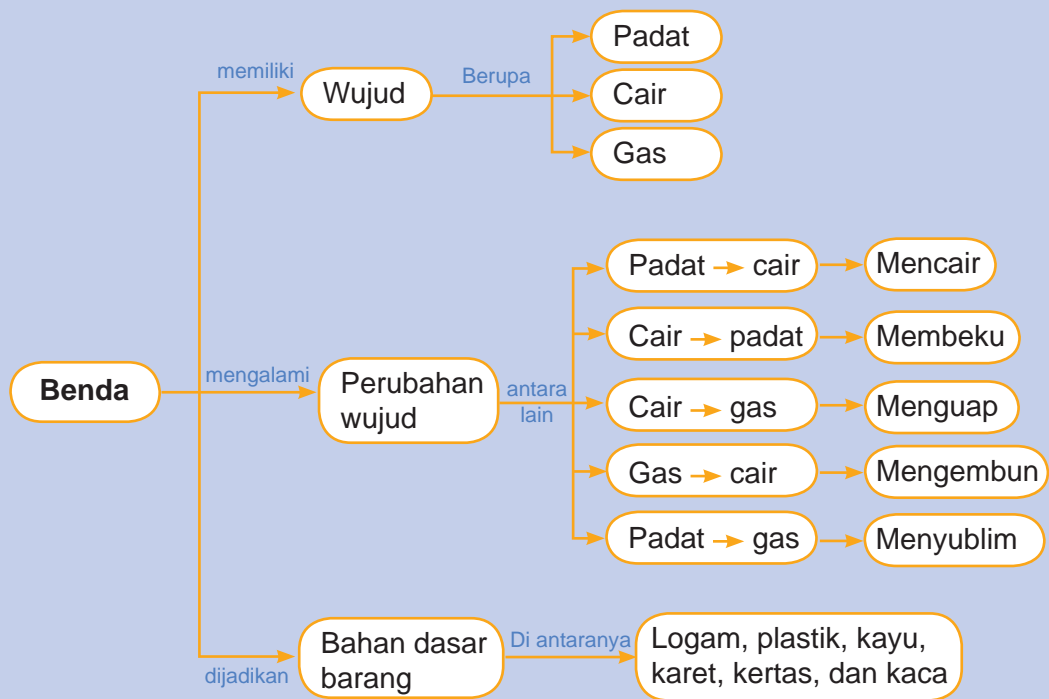 Padat
memiliki
Wujud
Berupa
Cair
Gas
Padat → cair
Mencair
Cair → padat
Membeku
Benda
mengalami
Perubahan
wujud
antara
lain
Cair → gas
Menguap
Gas → cair
Mengembun
Padat → gas
Menyublim
dijadikan
Bahan dasar
barang
Di antaranya
Logam, plastik, kayu,
karet, kertas, dan kaca